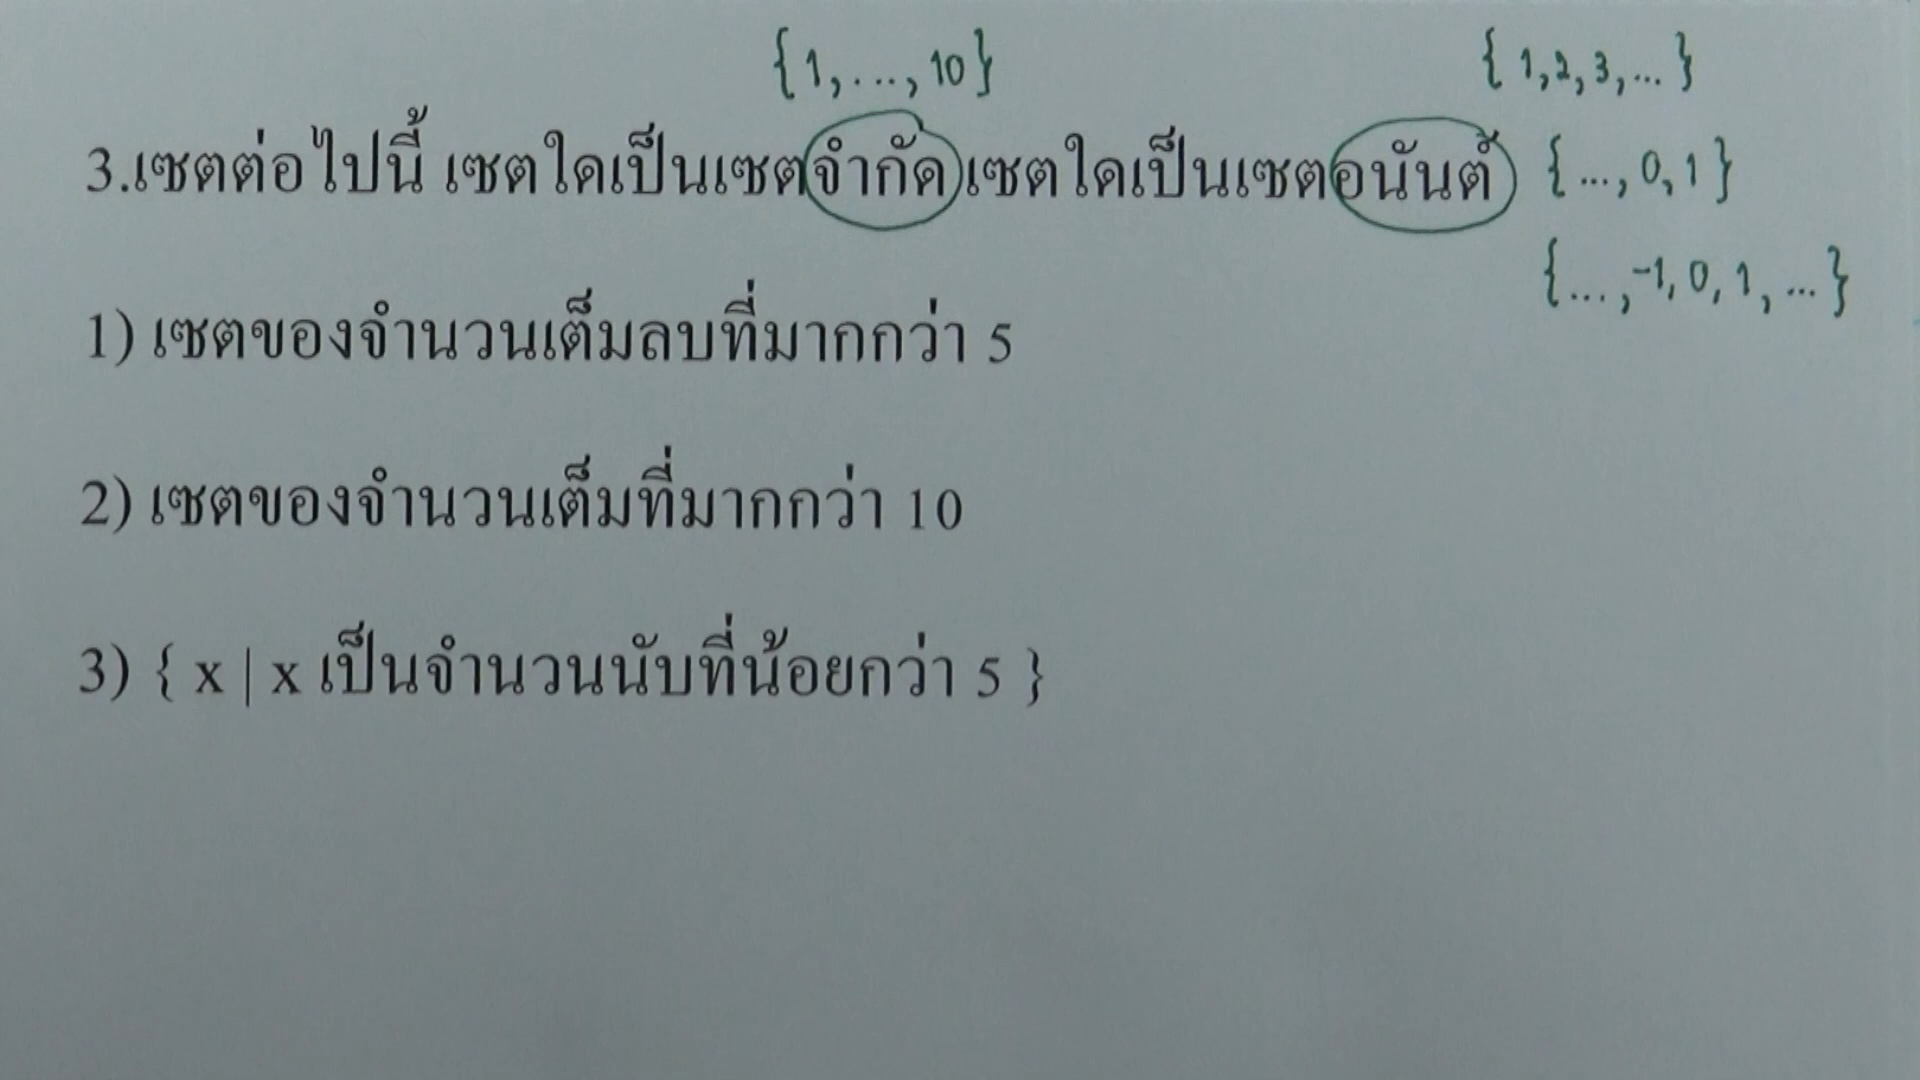 {1, ..., 10}
{1, 2, 3, ...}
3.เซตต่อไปนี้ เซตใดเป็นเซตจำกัด เซตใดเป็นเซตอนันต์
{..., 0, 1}
{..., -1, 0, 1, ...}
1) เซตของจำนวนเต็มลบที่มากกว่า 5
2) เซตของจำนวนเต็มที่มากกว่า 10
3) { x | x เป็นจำนวนนับที่น้อยกว่า 5 }